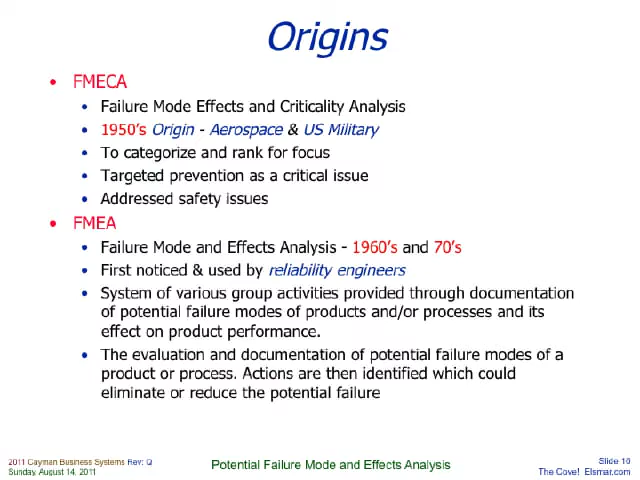 Origins
• FMECA
• Failure Mode Effects and Criticality Analysis
• 1950's Origin - Aerospace & US Military
• To categorize and rank for focus
• Targeted prevention as a critical issue
• Addressed safety issues
• FMEA
• Failure Mode and Effects Analysis - 1960's and 70's
• First noticed & used by reliability engineers
• System of various group activities provided through documentation
of potential failure modes of products and/or processes and its
effect on product performance.
• The evaluation and documentation of potential failure modes of a
product or process. Actions are then identified which could
eliminate or reduce the potential failure
2011 Cayman Business Systems Rev: Q
Sunday, August 14, 2011
Potential Failure Mode and Effects Analysis
Slide 10
The Cove! Elsmar.com